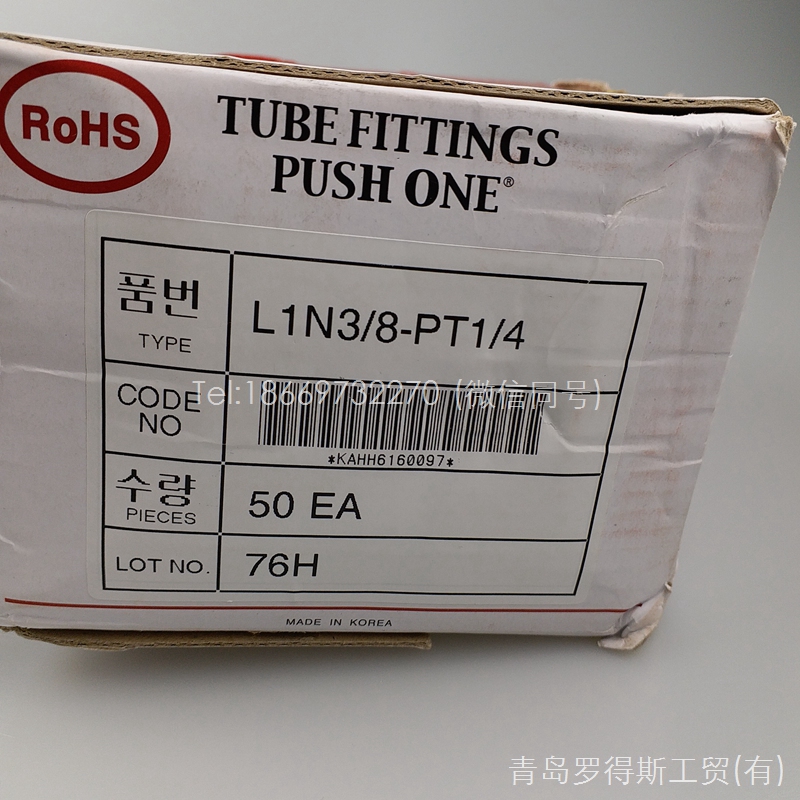 RoHS
TUBE FITTINGS
PUSH ONE®
품번
TYPE
L1N3/8-PT1/4
Tel:18669732270 (微信同号)
CODE
NO
*KAHH6160097*
수량
PIECES
50 EA
LOT NO.
76H
MADE IN KOREA
青岛罗得斯工贸(有)